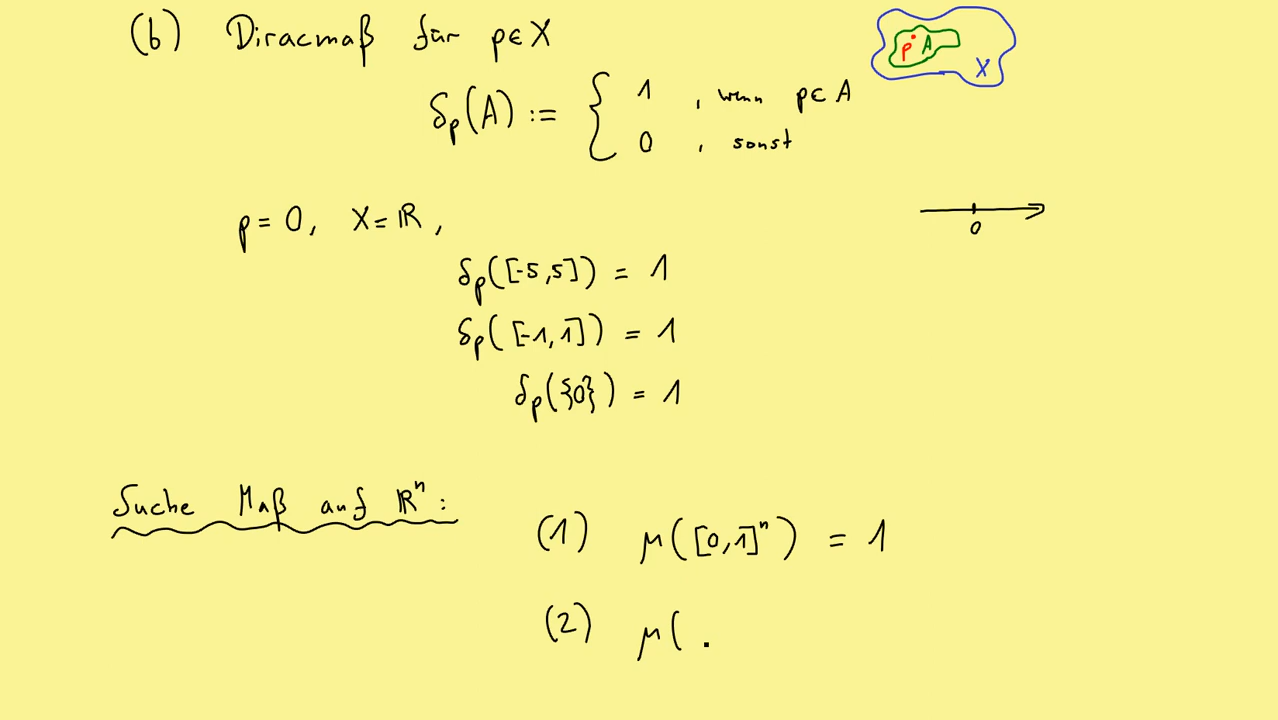 (b) Diracmaß für p∈X
p A X
δₚ(A) := { 1 , wenn p∈A
0 , sonst
p = 0, X = ℝ,
0
δₚ([-5,5]) = 1
δₚ([-1,1]) = 1
δₚ({0}) = 1
Suche Maß auf ℝⁿ:
(1) μ([0,1]ⁿ) = 1
(2) μ( .